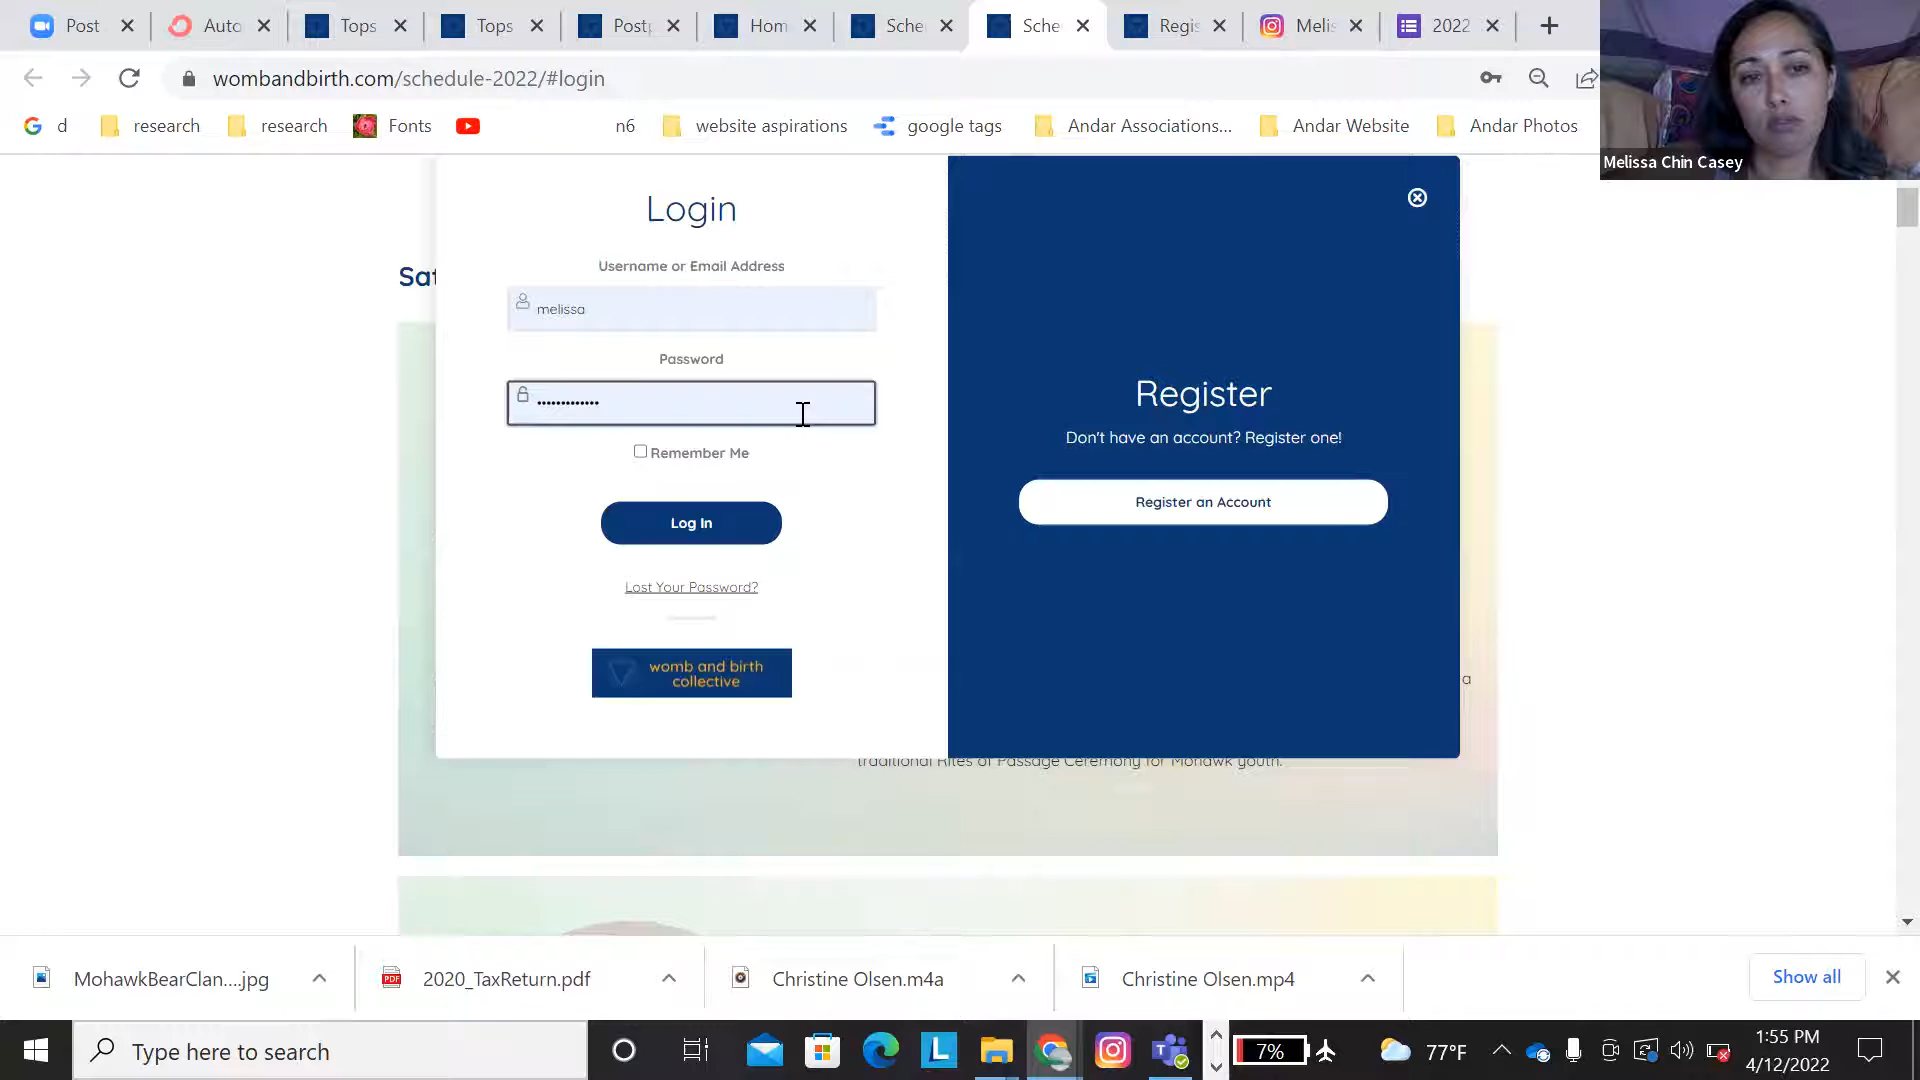 Post
Auto
Tops
Tops
Post
Hom
Sche
Sche
Regis
Melis
2022
wombandbirth.com/schedule-2022/#login
d
research
research
Fonts
n6
website aspirations
google tags
Andar Associations...
Andar Website
Andar Photos
Melissa Chin Casey
Login
Username or Email Address
melissa
Password
•••••••••••••
Remember Me
Log In
Lost Your Password?
womb and birth
collective
Register
Don't have an account? Register one!
Register an Account
Sat
a
traditional Rites of Passage Ceremony for Mohawk youth.
MohawkBearClan....jpg
PDF
2020_TaxReturn.pdf
Christine Olsen.m4a
Christine Olsen.mp4
Show all
Type here to search
L
7%
77°F
1:55 PM
4/12/2022